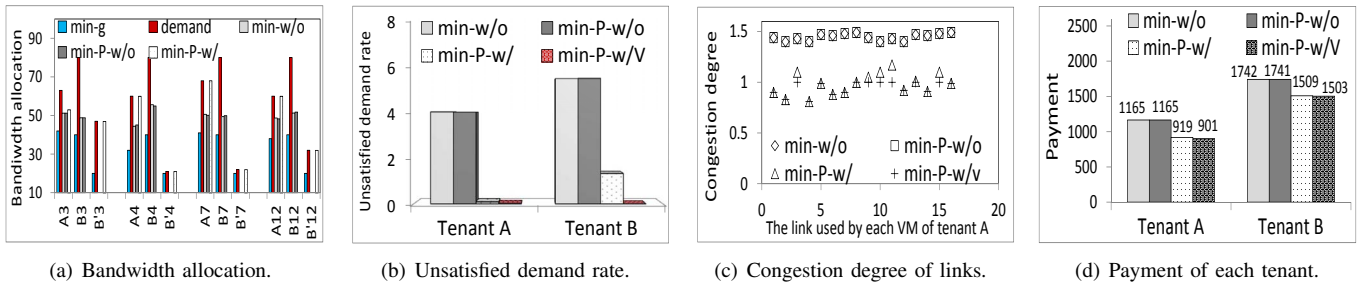 min-g demand min-w/o
min-P-w/o min-P-w/
Bandiwdth allocation
90
70
50
30
10
A3 B3 B'3 A4 B4 B'4 A7 B7 B'7 A12 B12 B'12
(a) Bandwidth allocation.
min-w/o min-P-w/o
min-P-w/ min-P-w/V
Unsatisfied demand rate
8
6
4
2
0
Tenant A Tenant B
(b) Unsatisfied demand rate.
Congestion degree
1.5
1
0.5
0
min-w/o min-P-w/o
min-P-w/ min-P-w/v
0 5 10 15 20
The link used by each VM of tenant A
(c) Congestion degree of links.
min-w/o min-P-w/o
min-P-w/ min-P-w/V
Payment
2500
2000
1500
1000
500
0
1165 1165 919 901
1742 1741 1509 1503
Tenant A Tenant B
(d) Payment of each tenant.